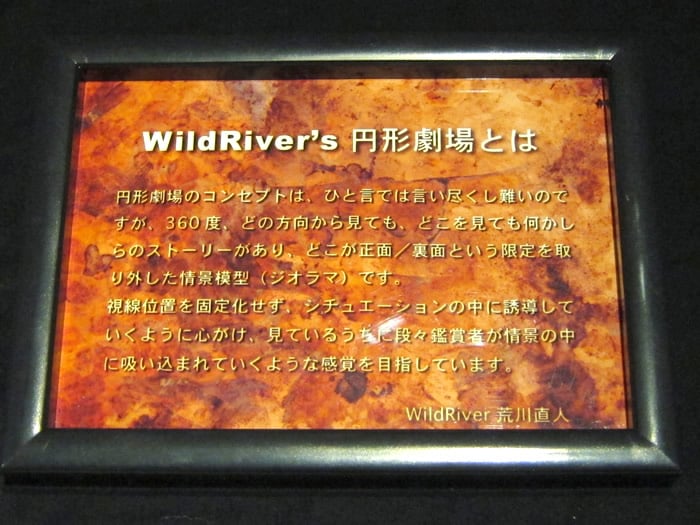 WildRiver’s 円形劇場とは
円形劇場のコンセプトは、ひと言では言い尽くし難いので
すが、360度、どの方向から見ても、どこを見ても何かし
らのストーリーがあり、どこが正面／裏面という限定を取
り外した情景模型（ジオラマ）です。
視線位置を固定化せず、シチュエーションの中に誘導して
いくように心がけ、見ているうちに段々鑑賞者が情景の中
に吸い込まれていくような感覚を目指しています。
WildRiver 荒川直人